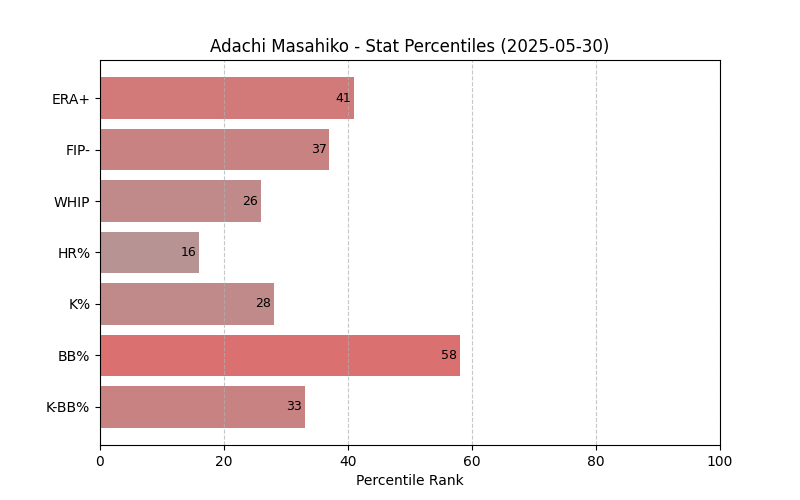 Adachi Masahiko - Stat Percentiles (2025-05-30)
ERA+ 41
FIP- 37
WHIP 26
HR% 16
K% 28
BB% 58
K-BB% 33
0 20 40 60 80 100
Percentile Rank